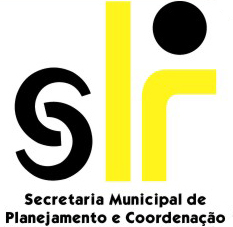 Secretaria Municipal de
Planejamento e Coordenação